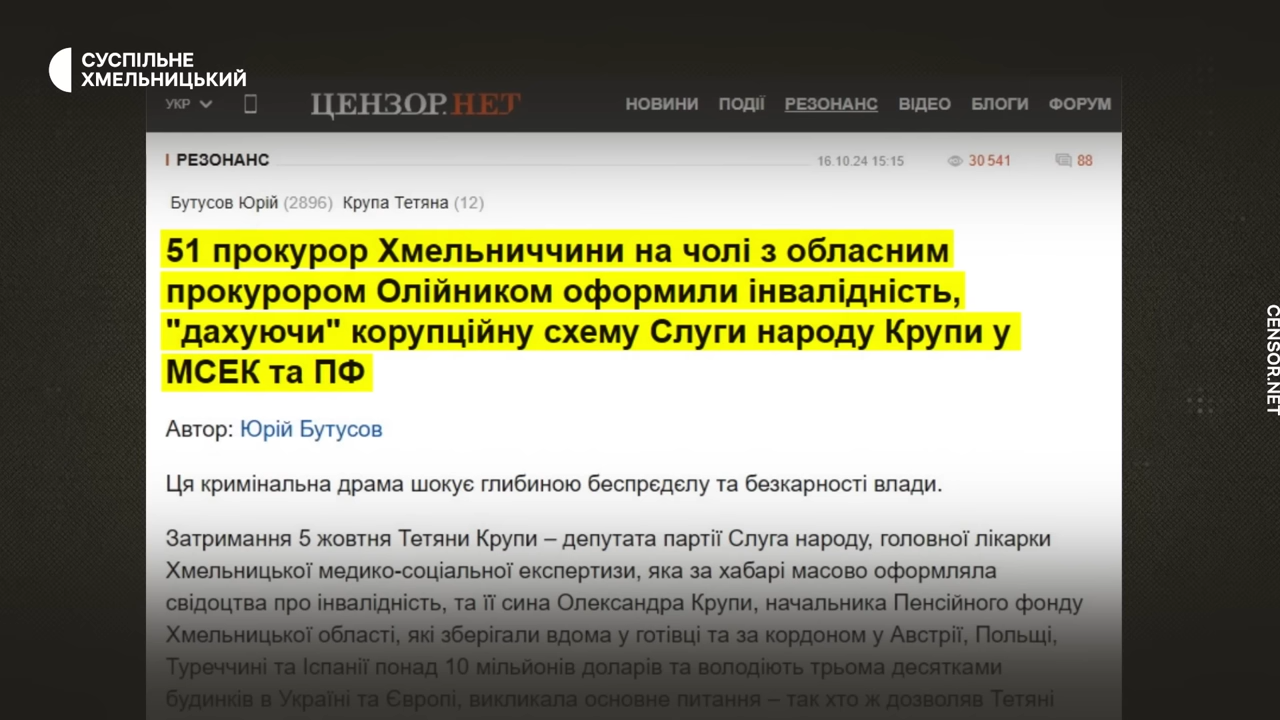 СУСПІЛЬНЕ
ХМЕЛЬНИЦЬКИЙ
УКР
ЦЕНЗОР.НЕТ
НОВИНИ ПОДІЇ РЕЗОНАНС ВІДЕО БЛОГИ ФОРУМ
РЕЗОНАНС
16.10.24 15:15 30 541 88
Бутусов Юрій (2896) Крупа Тетяна (12)
51 прокурор Хмельниччини на чолі з обласним
прокурором Олійником оформили інвалідність,
"дахуючи" корупційну схему Слуги народу Крупи у
МСЕК та ПФ
Автор: Юрій Бутусов
Ця кримінальна драма шокує глибиною беспрєдєлу та безкарності влади.
Затримання 5 жовтня Тетяни Крупи – депутата партії Слуга народу, головної лікарки
Хмельницької медико-соціальної експертизи, яка за хабарі масово оформляла
свідоцтва про інвалідність, та її сина Олександра Крупи, начальника Пенсійного фонду
Хмельницької області, які зберігали вдома у готівці та за кордоном у Австрії, Польщі,
Туреччині та Іспанії понад 10 мільйонів доларів та володіють трьома десятками
будинків в Україні та Європі, викликала основне питання – так хто ж дозволяв Тетяні
CENSOR.NET